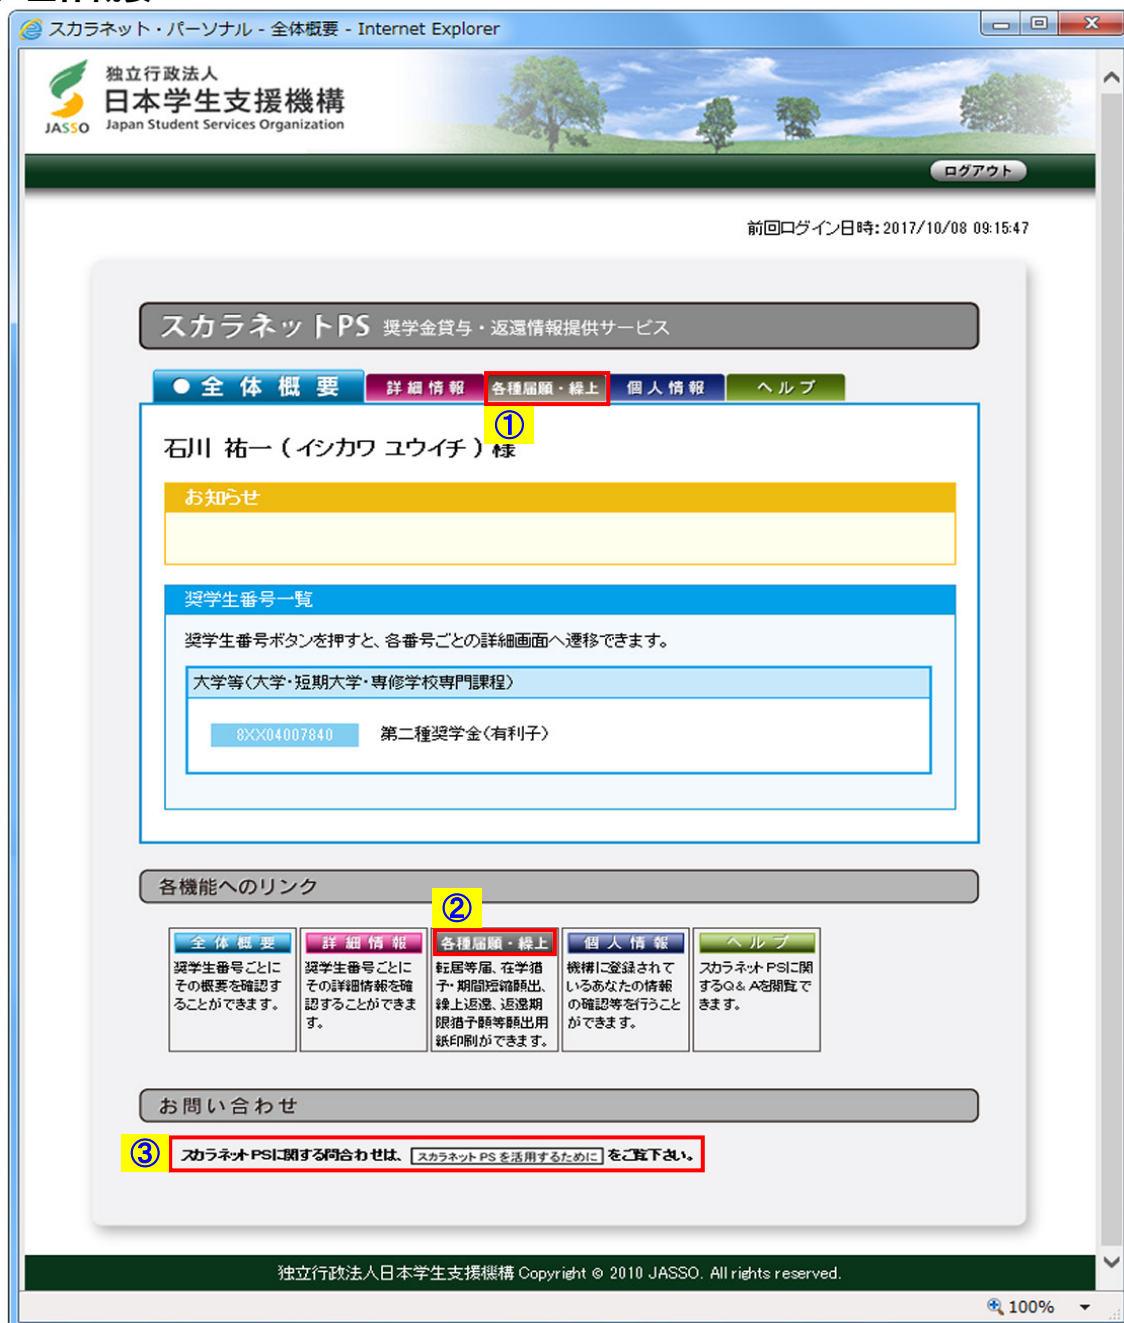 スカラネット・パーソナル - 全体概要 - Internet Explorer
独立行政法人
日本学生支援機構
JASSO Japan Student Services Organization
ログアウト
前回ログイン日時:2017/10/08 09:15:47
スカラネットPS 奨学金貸与・返還情報提供サービス
●全体概要 詳細情報 各種届願・繰上 個人情報 ヘルプ
①
石川 祐一 ( イシカワ ユウイチ ) 様
お知らせ
奨学生番号一覧
奨学生番号ボタンを押すと、各番号ごとの詳細画面へ遷移できます。
大学等(大学・短期大学・専修学校専門課程)
8XX04007840 第二種奨学金(有利子)
各機能へのリンク
②
全体概要
奨学生番号ごとに
その概要を確認す
ることができます。
詳細情報
奨学生番号ごとに
その詳細情報を確
認することができま
す。
各種届願・繰上
転居等届、在学猶
予・期間短縮願出、
繰上返還、返還期
限猶予願等願出用
紙印刷ができます。
個人情報
機構に登録されて
いるあなたの情報
の確認等を行うこと
ができます。
ヘルプ
スカラネットPSに関
するQ&Aを閲覧で
きます。
お問い合わせ
③ スカラネットPSに関する問合わせは、 スカラネットPSを活用するために をご覧下さい。
独立行政法人日本学生支援機構 Copyright © 2010 JASSO. All rights reserved.
100%